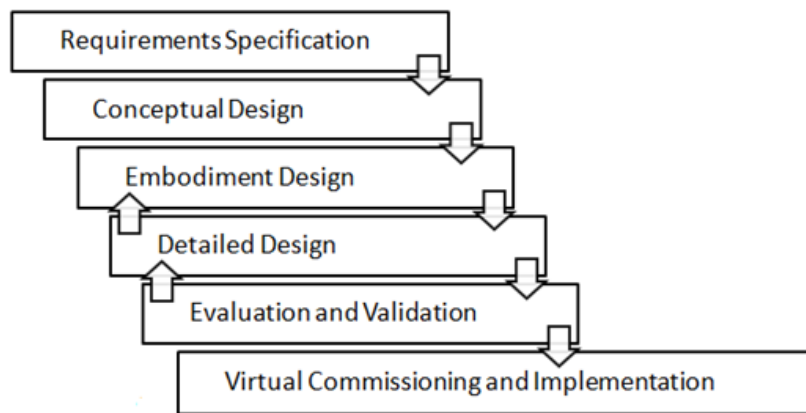 Requirements Specification
Conceptual Design
Embodiment Design
Detailed Design
Evaluation and Validation
Virtual Commissioning and Implementation